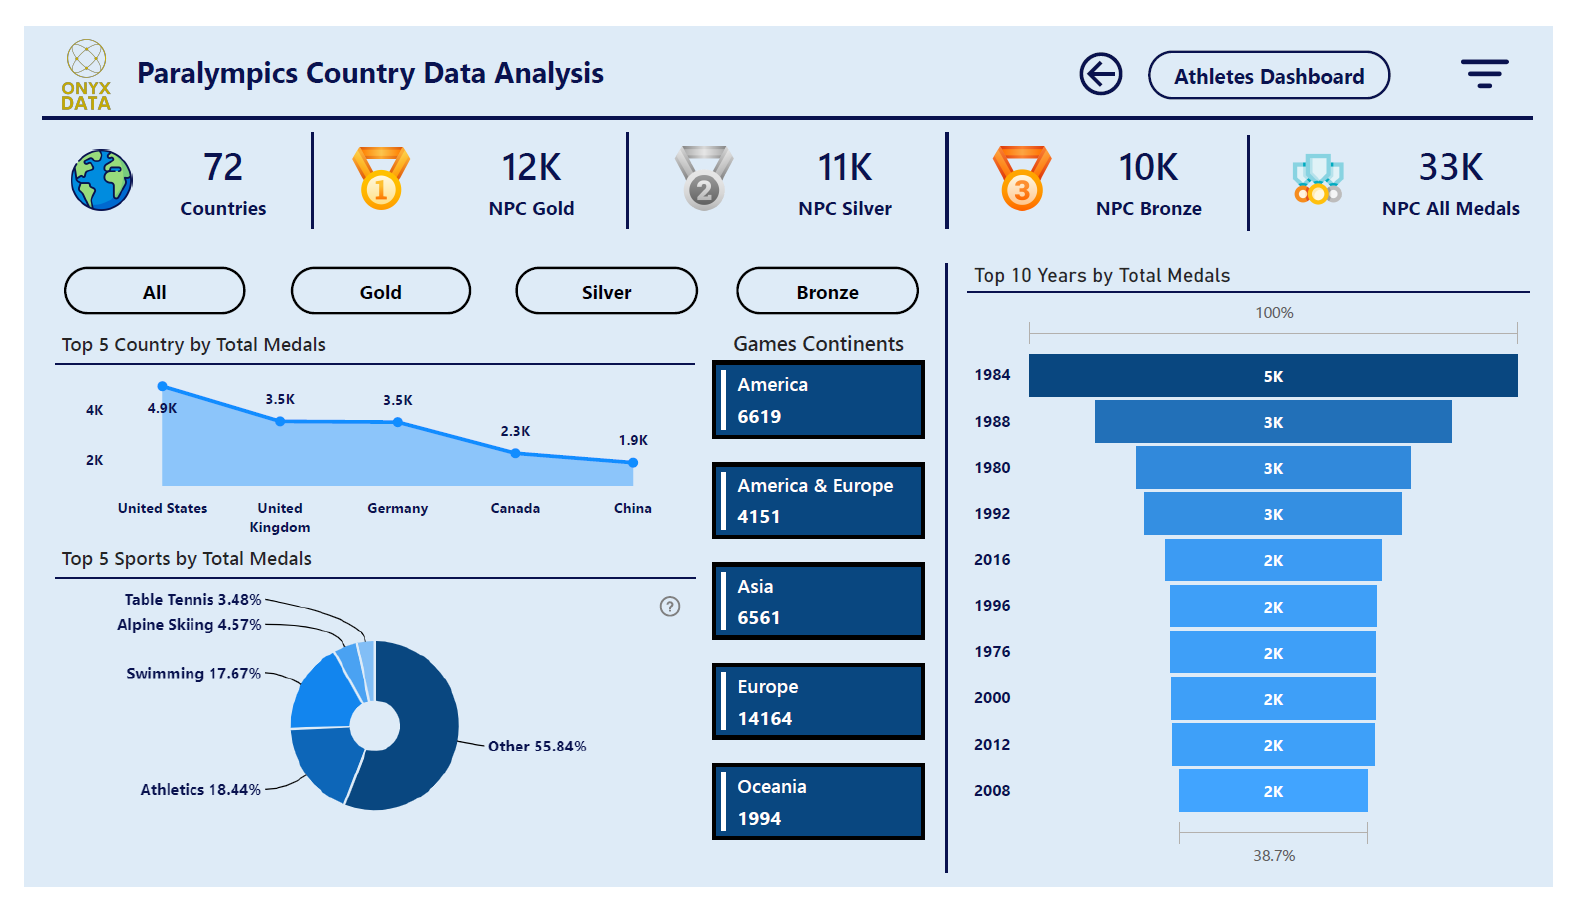 ONYX
DATA
Paralympics Country Data Analysis
Athletes Dashboard
72
Countries
1
12K
NPC Gold
2
11K
NPC Silver
3
10K
NPC Bronze
33K
NPC All Medals
All
Gold
Silver
Bronze
Top 5 Country by Total Medals
4K
2K
4.9K
3.5K
3.5K
2.3K
1.9K
United States
United
Kingdom
Germany
Canada
China
Top 5 Sports by Total Medals
?
Table Tennis 3.48%
Alpine Skiing 4.57%
Swimming 17.67%
Athletics 18.44%
Other 55.84%
Games Continents
America
6619
America & Europe
4151
Asia
6561
Europe
14164
Oceania
1994
Top 10 Years by Total Medals
100%
1984 5K
1988 3K
1980 3K
1992 3K
2016 2K
1996 2K
1976 2K
2000 2K
2012 2K
2008 2K
38.7%